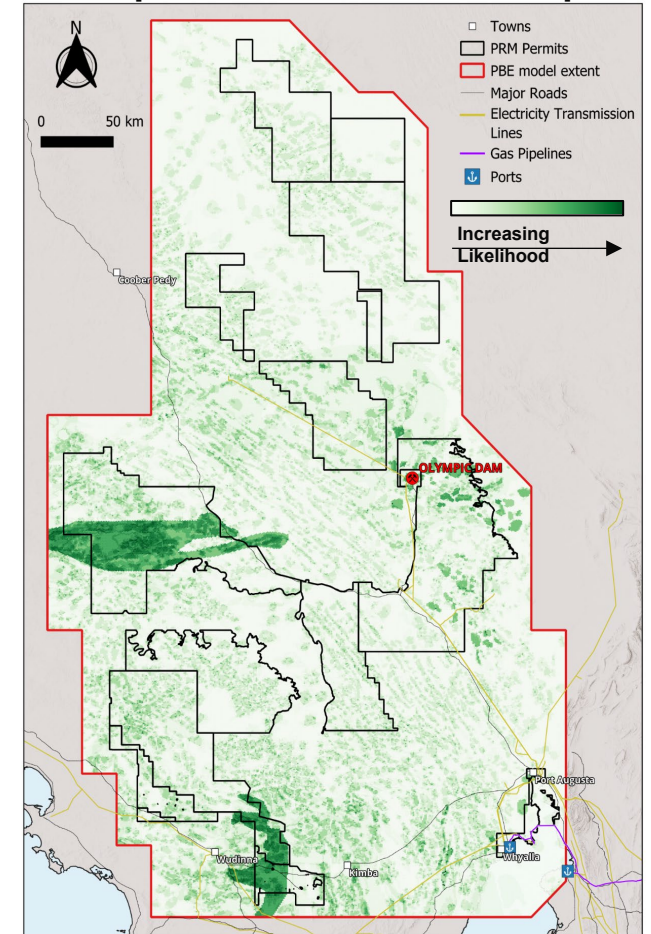 N
0 50 km
Towns
PRM Permits
PBE model extent
Major Roads
Electricity Transmission
Lines
Gas Pipelines
Ports
Increasing
Likelihood
Coober Pedy
OLYMPIC DAM
Port Augusta
Wudinna
Kimba
Whyalla